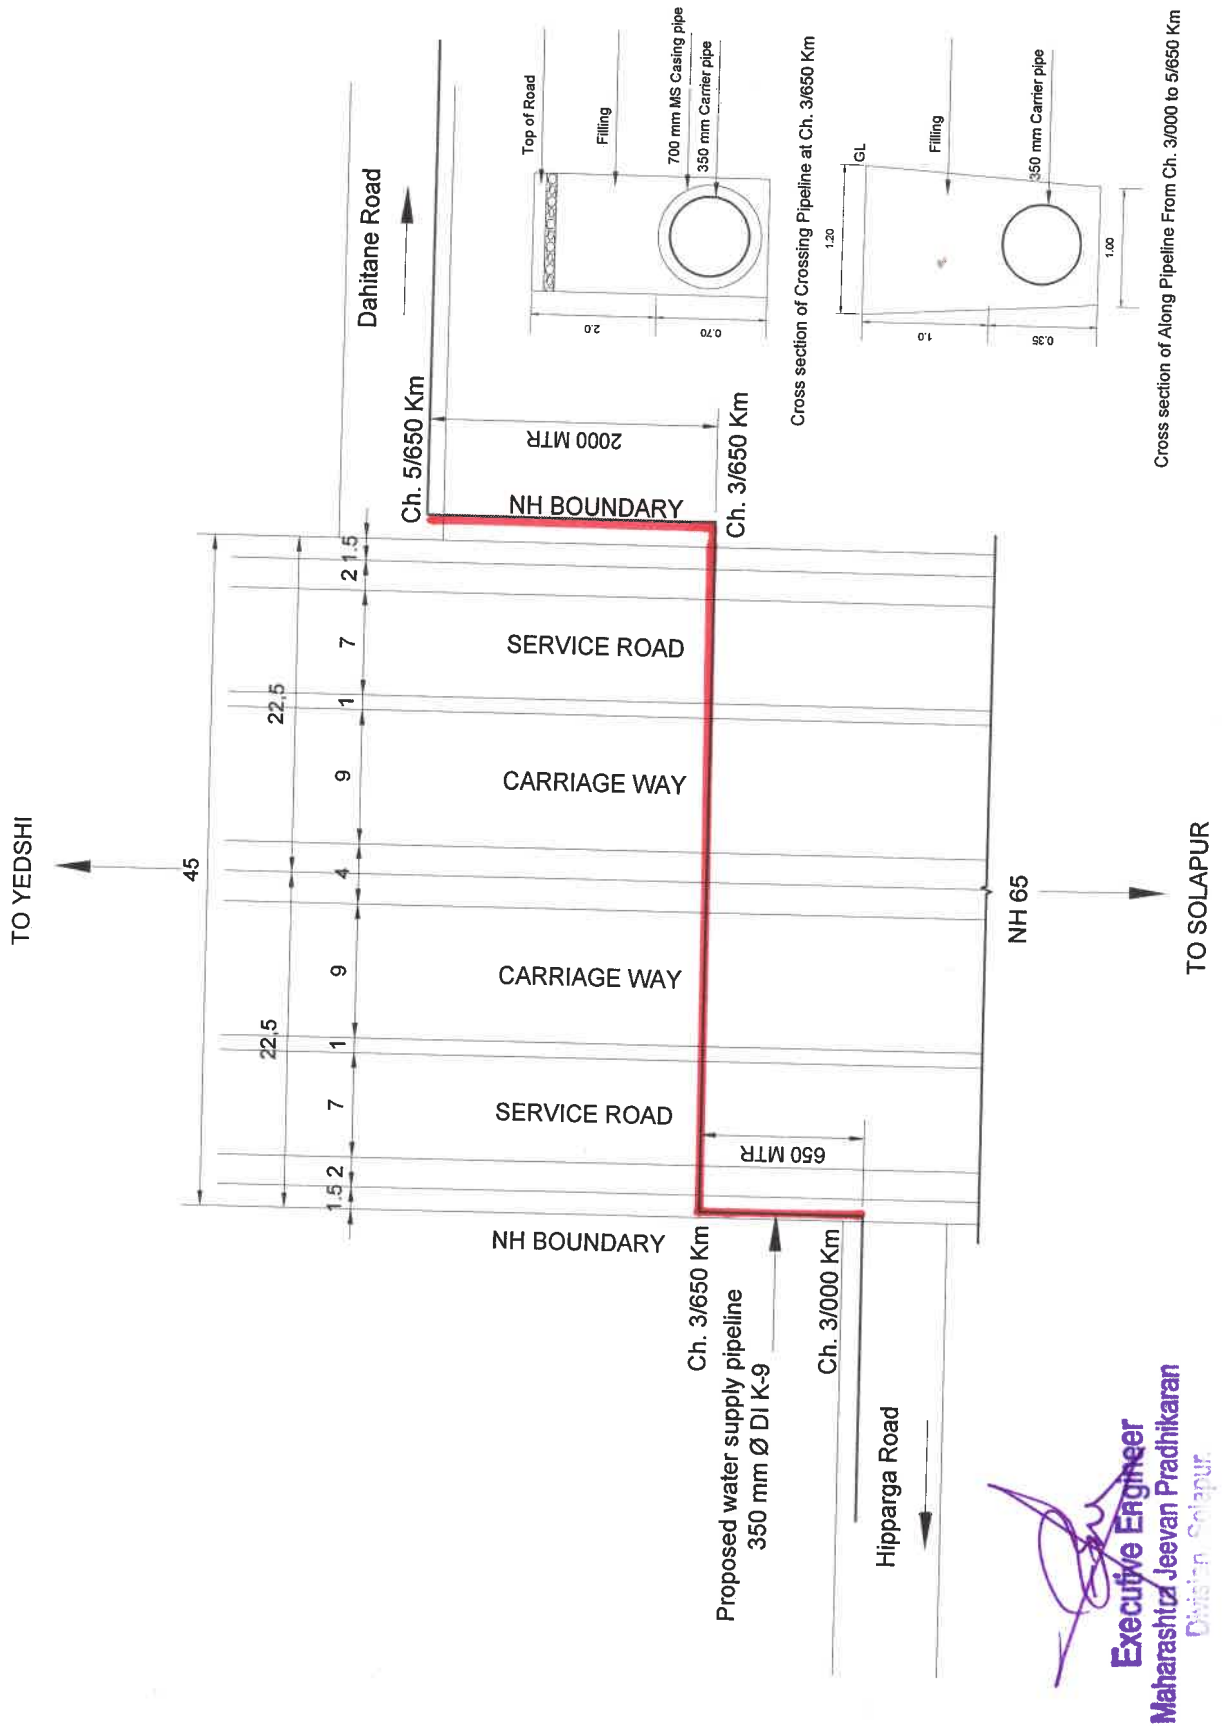 TO YEDSHI
45
22.5
22.5
1.5
2
7
1
9
4
9
1
7
2
1.5
NH BOUNDARY
SERVICE ROAD
CARRIAGE WAY
CARRIAGE WAY
SERVICE ROAD
NH BOUNDARY
Dahitane Road
Ch. 5/650 Km
2000 MTR
Ch. 3/650 Km
Ch. 3/650 Km
650 MTR
Ch. 3/000 Km
Proposed water supply pipeline
350 mm Ø DI K-9
Hipparga Road
NH 65
TO SOLAPUR
Top of Road
Filling
700 mm MS Casing pipe
350 mm Carrier pipe
2.0
0.70
Cross section of Crossing Pipeline at Ch. 3/650 Km
GL
1.20
Filling
350 mm Carrier pipe
1.0
0.35
1.00
Cross section of Along Pipeline From Ch. 3/000 to 5/650 Km
Executive Engineer
Maharashtra Jeevan Pradhikaran
Division Solapur.